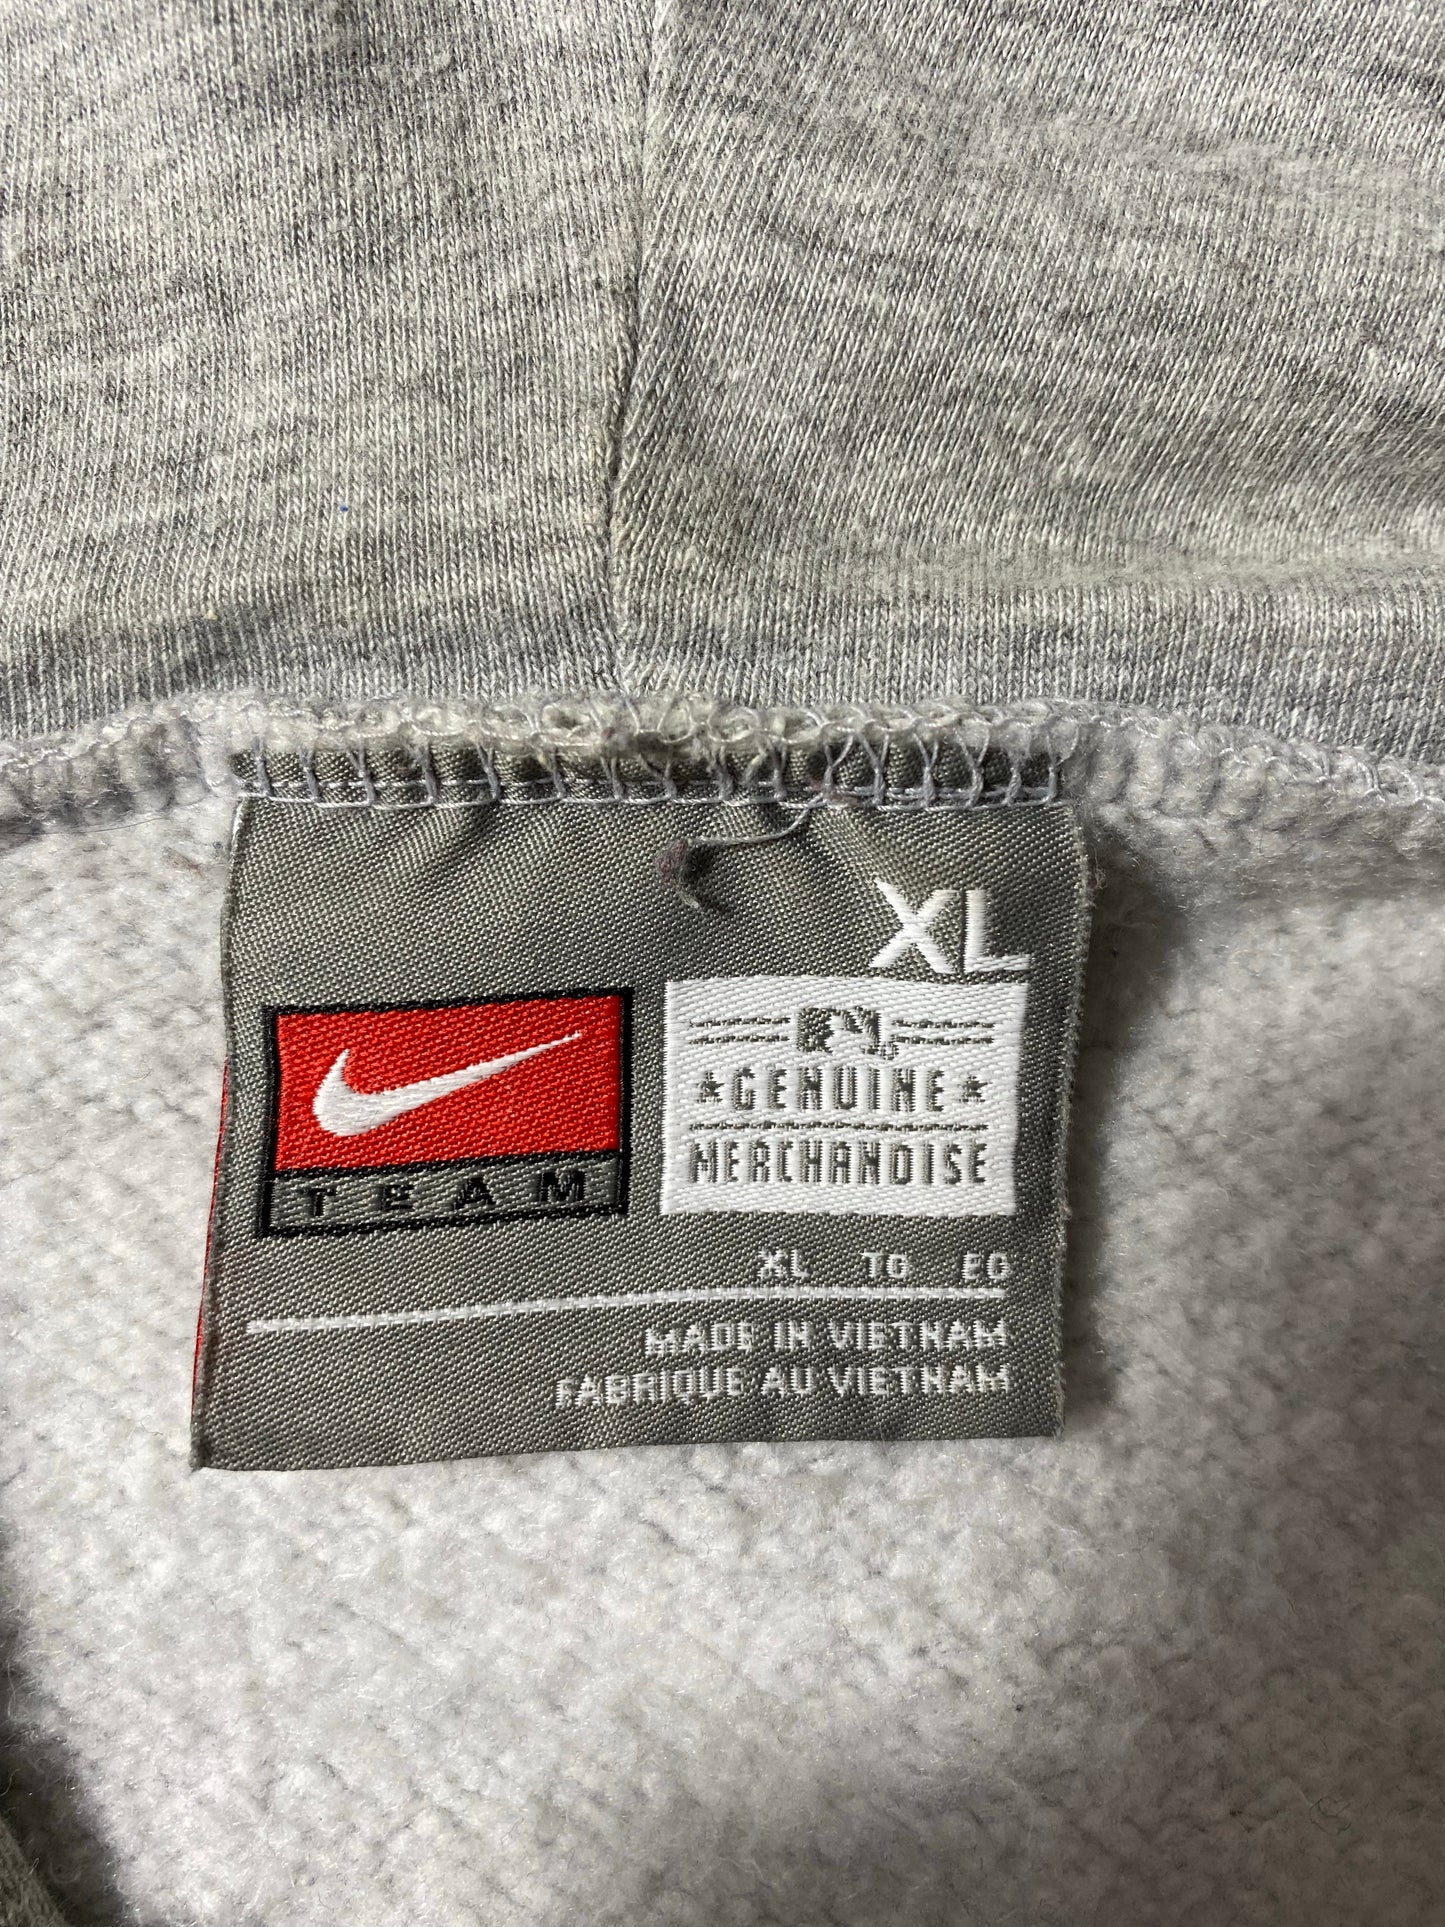 XL
GENUINE
MERCHANDISE
TEAM
XL TG EG
MADE IN VIETNAM
FABRIQUE AU VIETNAM